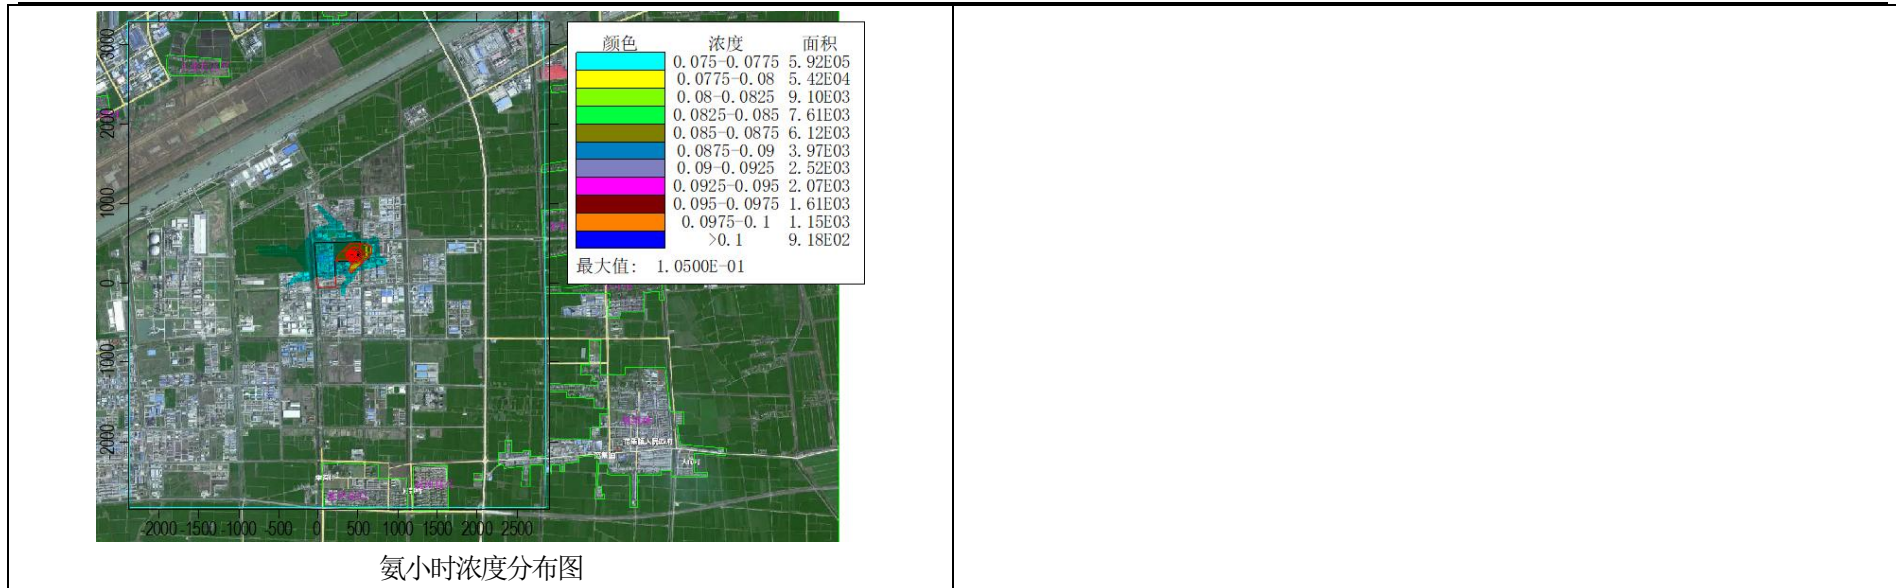 颜色 浓度 面积
0.075-0.0775 5.92E05
0.0775-0.08 5.42E04
0.08-0.0825 9.10E03
0.0825-0.085 7.61E03
0.085-0.0875 6.12E03
0.0875-0.09 3.97E03
0.09-0.0925 2.52E03
0.0925-0.095 2.07E03
0.095-0.0975 1.61E03
0.0975-0.1 1.15E03
>0.1 9.18E02
最大值: 1.0500E-01
3000
2000
1000
0
-1000
-2000
-2000 -1500 -1000 -500 0 500 1000 1500 2000 2500
氨小时浓度分布图